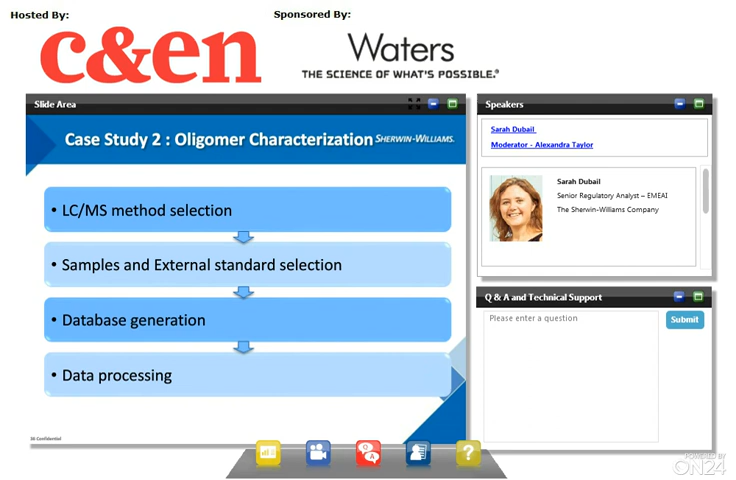 Hosted By:
Sponsored By:
c&en
Waters
THE SCIENCE OF WHAT'S POSSIBLE.®
Slide Area
Case Study 2 : Oligomer Characterization
SHERWIN-WILLIAMS.
• LC/MS method selection
• Samples and External standard selection
• Database generation
• Data processing
30 Confidential
Speakers
Sarah Dubail
Moderator - Alexandra Taylor
Sarah Dubail
Senior Regulatory Analyst – EMEAI
The Sherwin-Williams Company
Q & A and Technical Support
Please enter a question
Submit
Q
A
?
POWERED BY
ON24